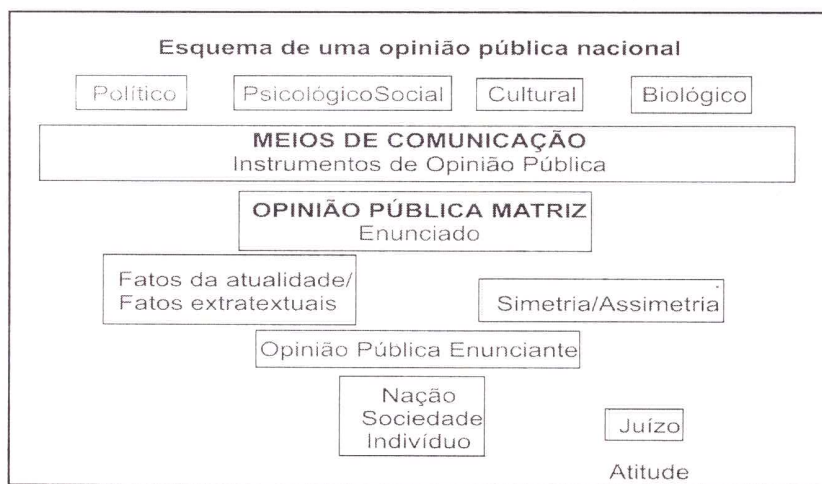 Esquema de uma opinião pública nacional
Político PsicológicoSocial Cultural Biológico
MEIOS DE COMUNICAÇÃO
Instrumentos de Opinião Pública
OPINIÃO PÚBLICA MATRIZ
Enunciado
Fatos da atualidade/
Fatos extratextuais
Simetria/Assimetria
Opinião Pública Enunciante
Nação
Sociedade
Indivíduo
Juízo
Atitude